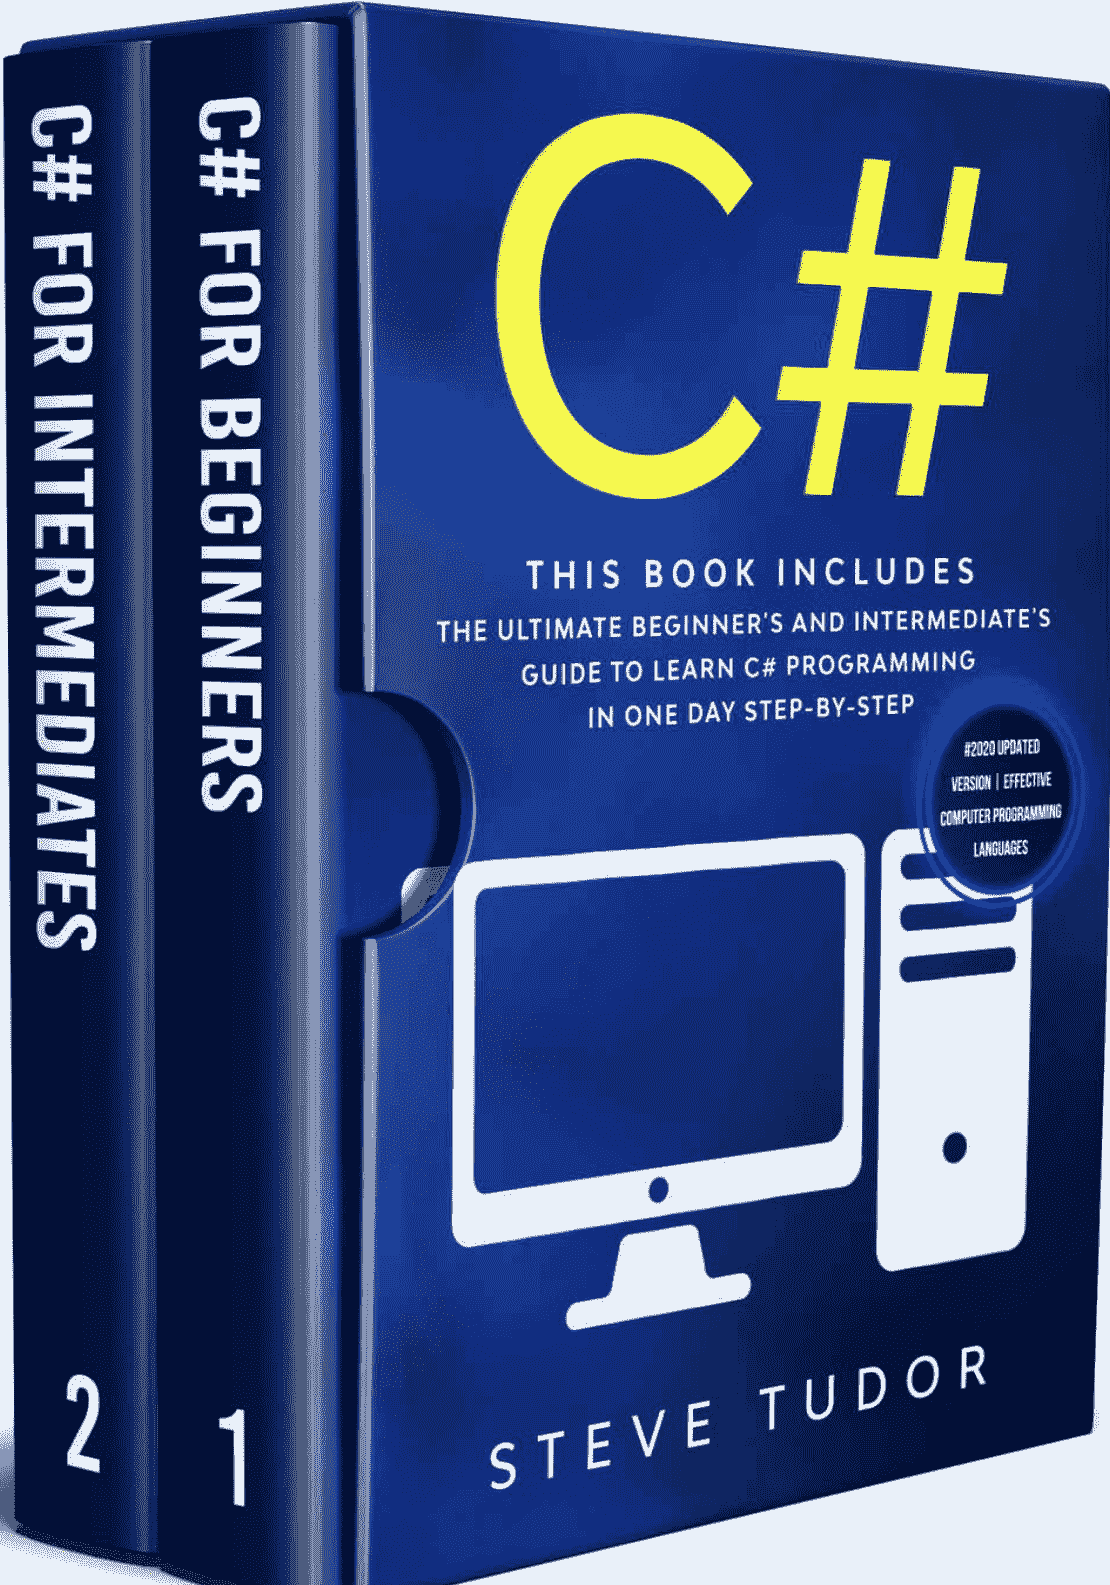 C# FOR INTERMEDIATES
2
C# FOR BEGINNERS
1
C#
THIS BOOK INCLUDES
THE ULTIMATE BEGINNER'S AND INTERMEDIATE'S
GUIDE TO LEARN C# PROGRAMMING
IN ONE DAY STEP-BY-STEP
#2020 UPDATED
VERSION | EFFECTIVE
COMPUTER PROGRAMMING
LANGUAGES
STEVE TUDOR